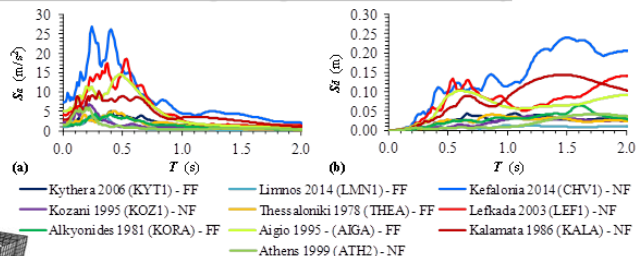 30
25
20
15
10
5
0
Sa (m/s²)
0.0 0.5 1.0 1.5 2.0
(a) T (s)
0.30
0.25
0.20
0.15
0.10
0.05
0.00
Sd (m)
0.0 0.5 1.0 1.5 2.0
(b) T (s)
Kythera 2006 (KYT1) - FF
Limnos 2014 (LMN1) - FF
Kefalonia 2014 (CHV1) - NF
Kozani 1995 (KOZ1) - NF
Thessaloniki 1978 (THEA) - FF
Lefkada 2003 (LEF1) - NF
Alkyonides 1981 (KORA) - FF
Aigio 1995 - (AIGA) - FF
Kalamata 1986 (KALA) - NF
Athens 1999 (ATH2) - NF